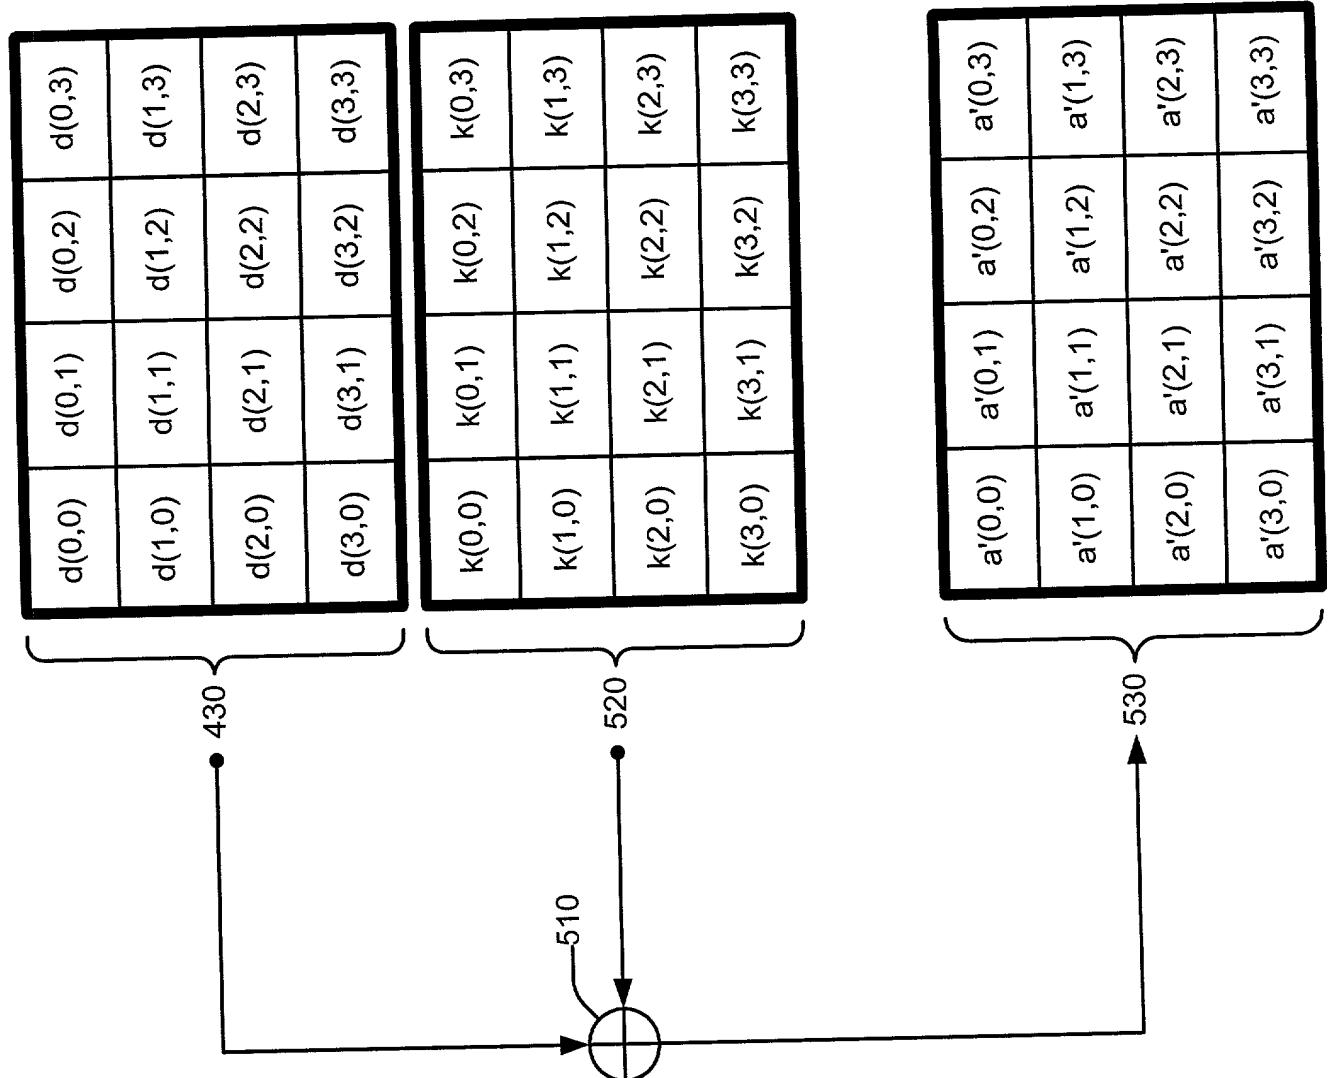 d(0,0) d(0,1) d(0,2) d(0,3)
d(1,0) d(1,1) d(1,2) d(1,3)
d(2,0) d(2,1) d(2,2) d(2,3)
d(3,0) d(3,1) d(3,2) d(3,3)
430
k(0,0) k(0,1) k(0,2) k(0,3)
k(1,0) k(1,1) k(1,2) k(1,3)
k(2,0) k(2,1) k(2,2) k(2,3)
k(3,0) k(3,1) k(3,2) k(3,3)
520
510
a'(0,0) a'(0,1) a'(0,2) a'(0,3)
a'(1,0) a'(1,1) a'(1,2) a'(1,3)
a'(2,0) a'(2,1) a'(2,2) a'(2,3)
a'(3,0) a'(3,1) a'(3,2) a'(3,3)
530